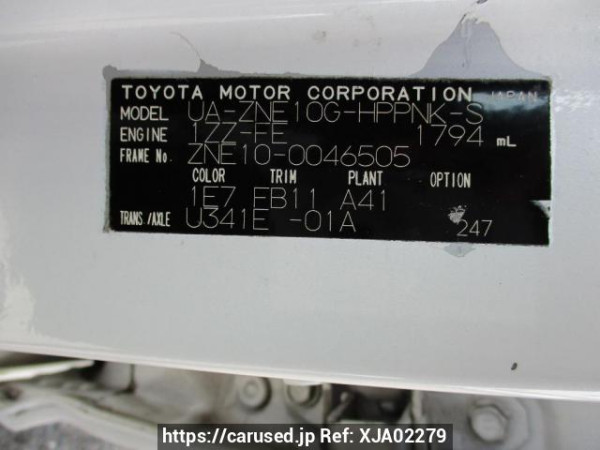 TOYOTA MOTOR CORPORATION JAPAN
MODEL UA-ZNE10G-HPPNK-S
ENGINE 1ZZ-FE 1794 mL
FRAME No. ZNE10-0046505
COLOR TRIM PLANT OPTION
1E7 EB11 A41
TRANS/AXLE U341E -01A 247
https://carused.jp Ref: XJA02279